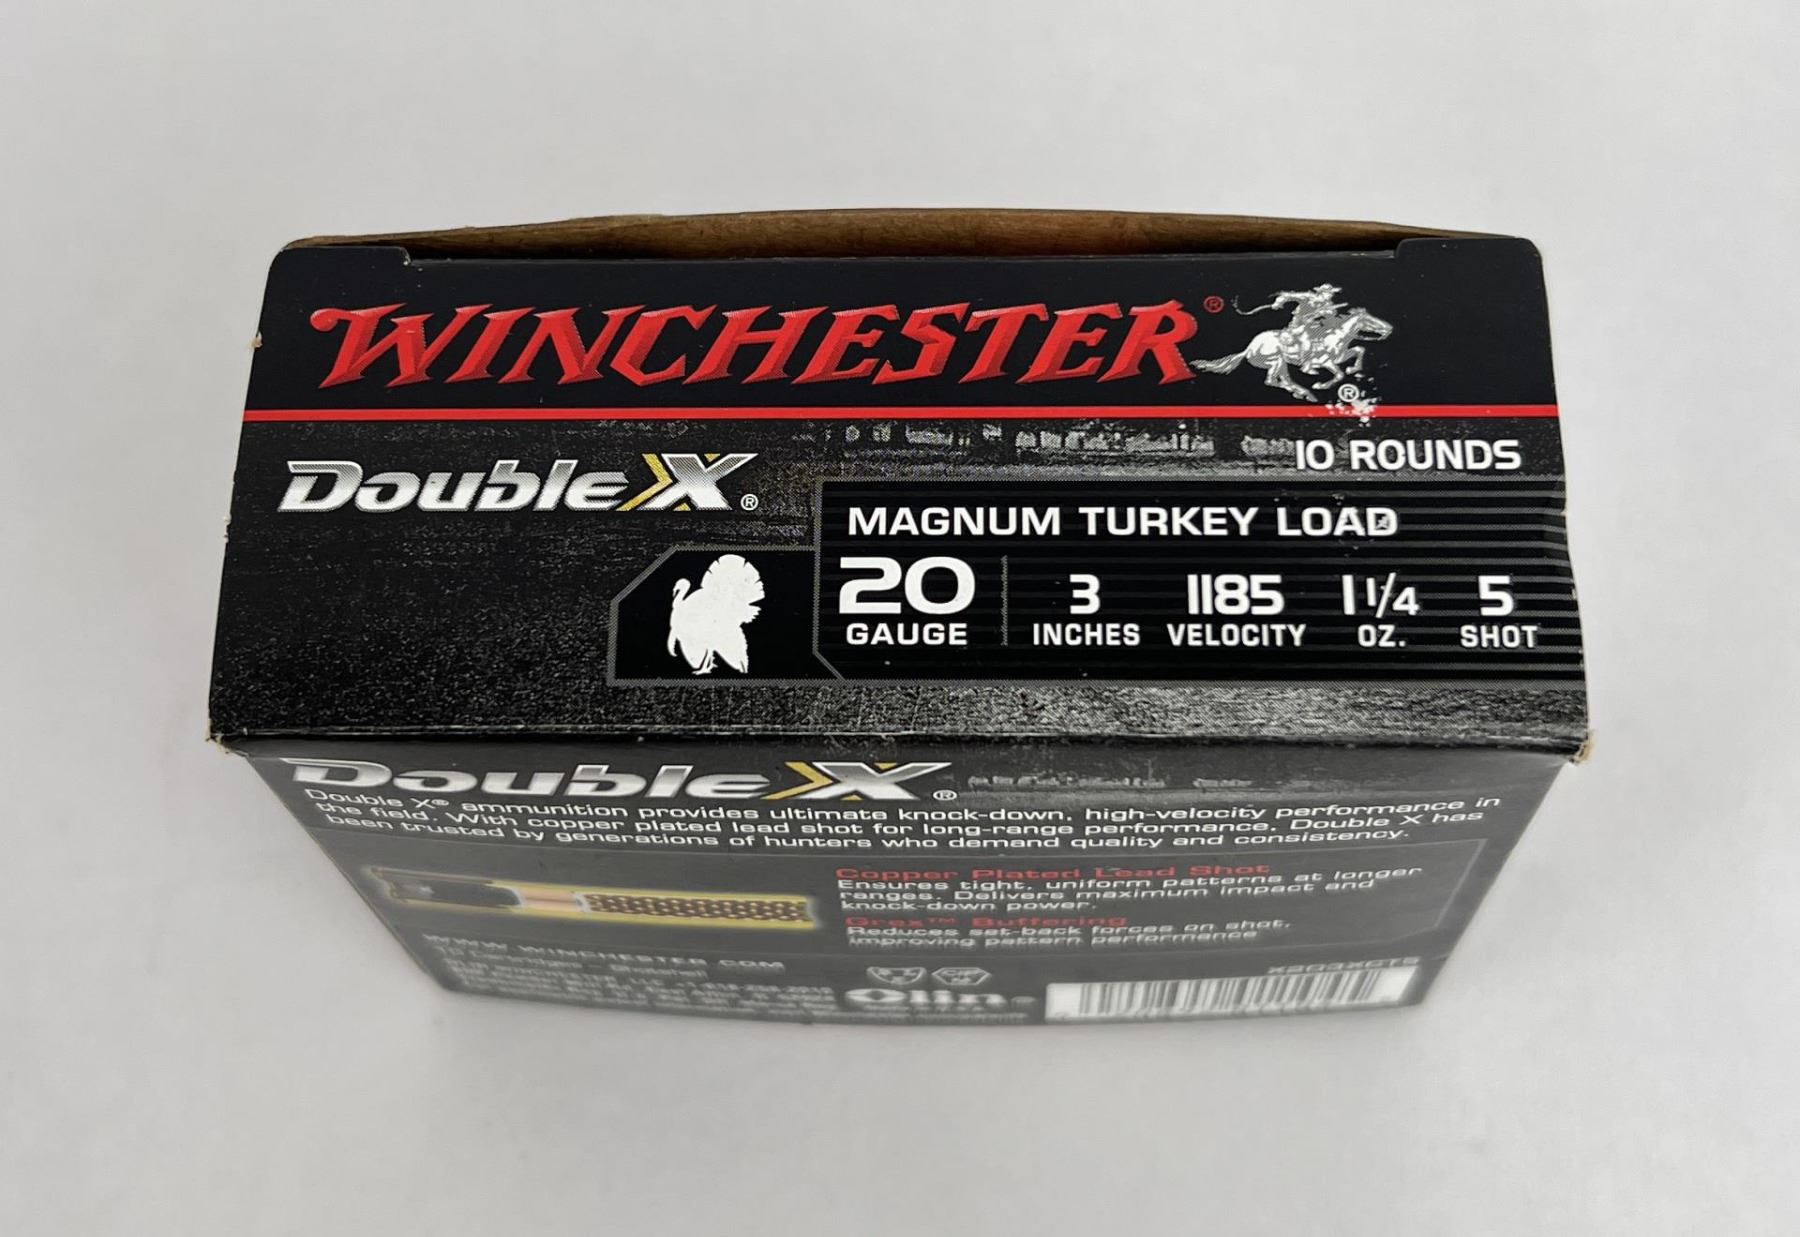 WINCHESTER®
®
10 ROUNDS
Double X®
MAGNUM TURKEY LOAD
20 GAUGE 3 INCHES 1185 VELOCITY 1 1/4 OZ. 5 SHOT
Double X®
Double X® ammunition provides ultimate knock-down, high-velocity performance in
the field. With copper plated lead shot for long-range performance, Double X has
been trusted by generations of hunters who demand quality and consistency.
Copper Plated Lead Shot
Ensures tight, uniform patterns at longer
ranges. Delivers maximum impact and
knock-down power.
Grex™ Buffering
Reduces set-back forces on shot,
improving pattern performance
WWW.WINCHESTER.COM
Olin
X203XCT5